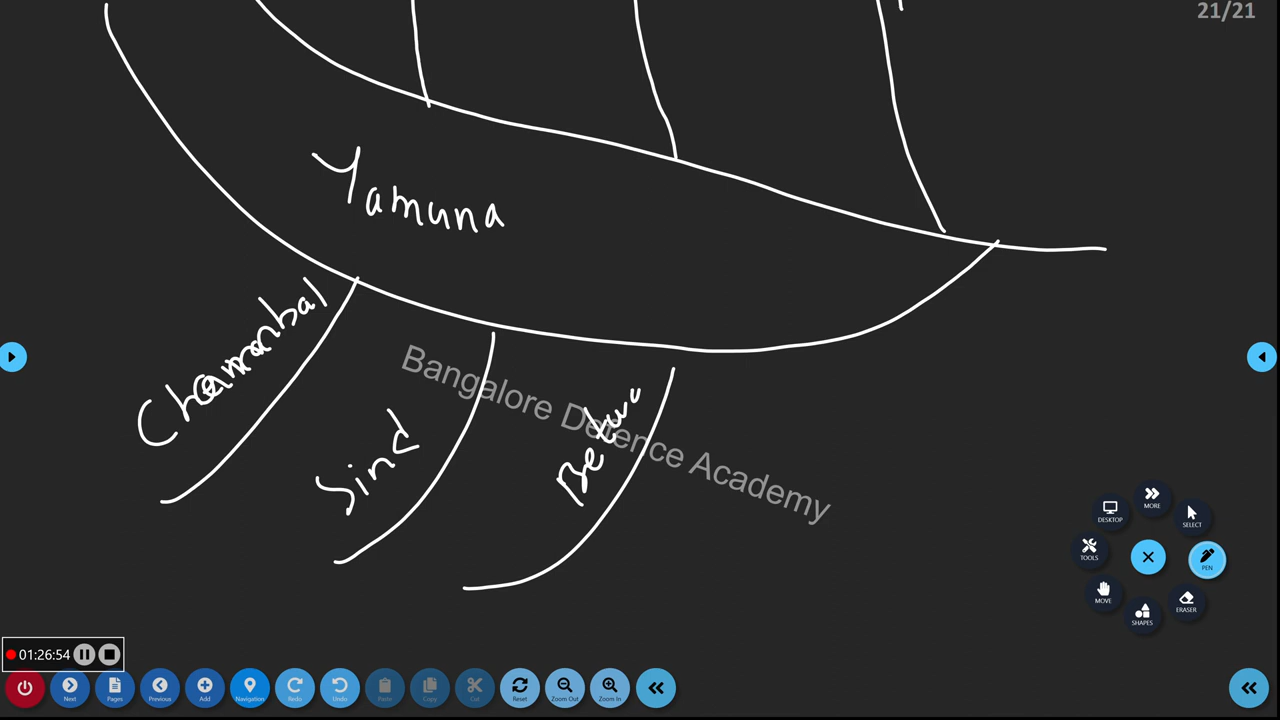 21/21
Yamuna
Chambal
Sind
Betwa
Bangalore Defence Academy
DESKTOP
MORE
SELECT
TOOLS
PEN
MOVE
SHAPES
ERASER
01:26:54
Next
Pages
Previous
Add
Navigation
Redo
Undo
Paste
Copy
Cut
Reset
Zoom Out
Zoom In